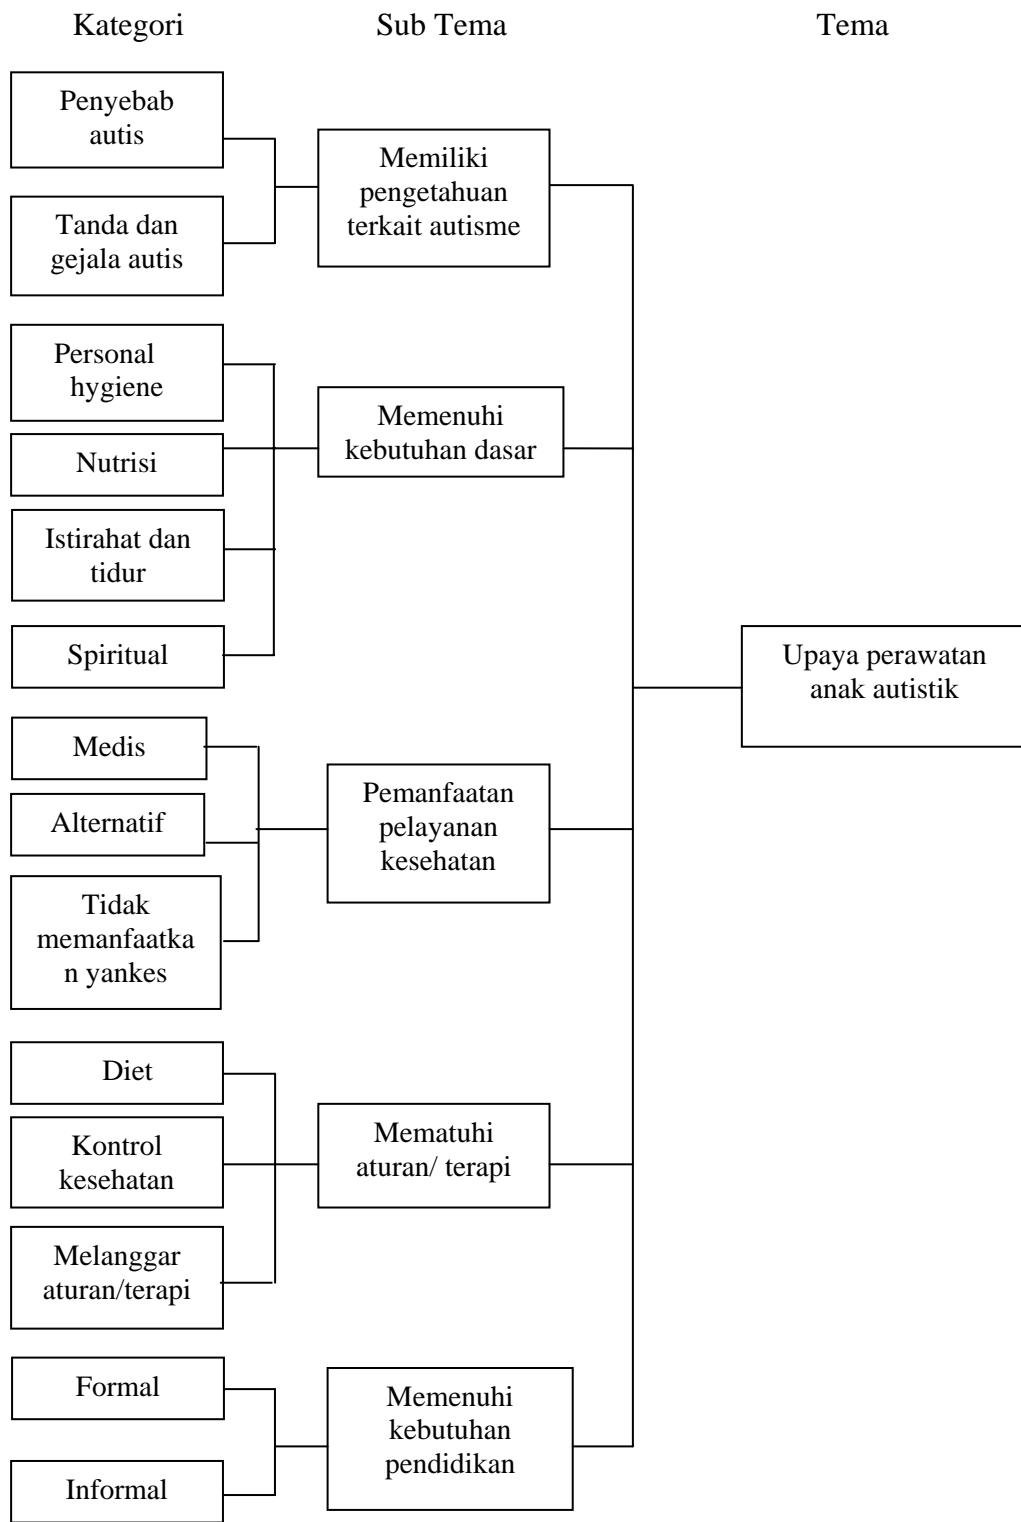 Kategori Sub Tema Tema
Penyebab
autis
Tanda dan
gejala autis
Memiliki
pengetahuan
terkait autisme
Personal
hygiene
Nutrisi
Istirahat dan
tidur
Spiritual
Memenuhi
kebutuhan dasar
Medis
Alternatif
Tidak
memanfaatka
n yankes
Pemanfaatan
pelayanan
kesehatan
Diet
Kontrol
kesehatan
Melanggar
aturan/terapi
Mematuhi
aturan/ terapi
Formal
Informal
Memenuhi
kebutuhan
pendidikan
Upaya perawatan
anak autistik